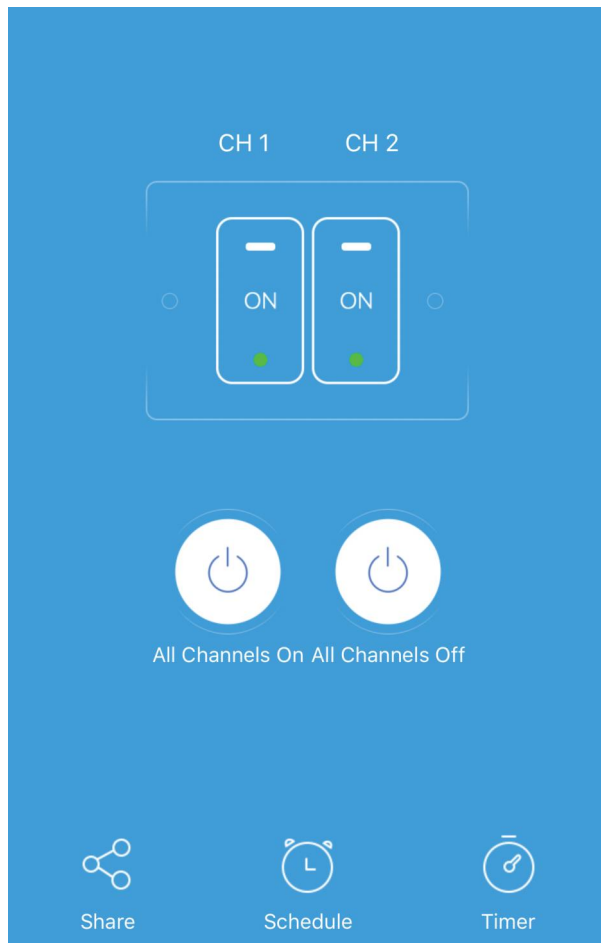 CH 1 CH 2
ON ON
All Channels On All Channels Off
Share Schedule Timer